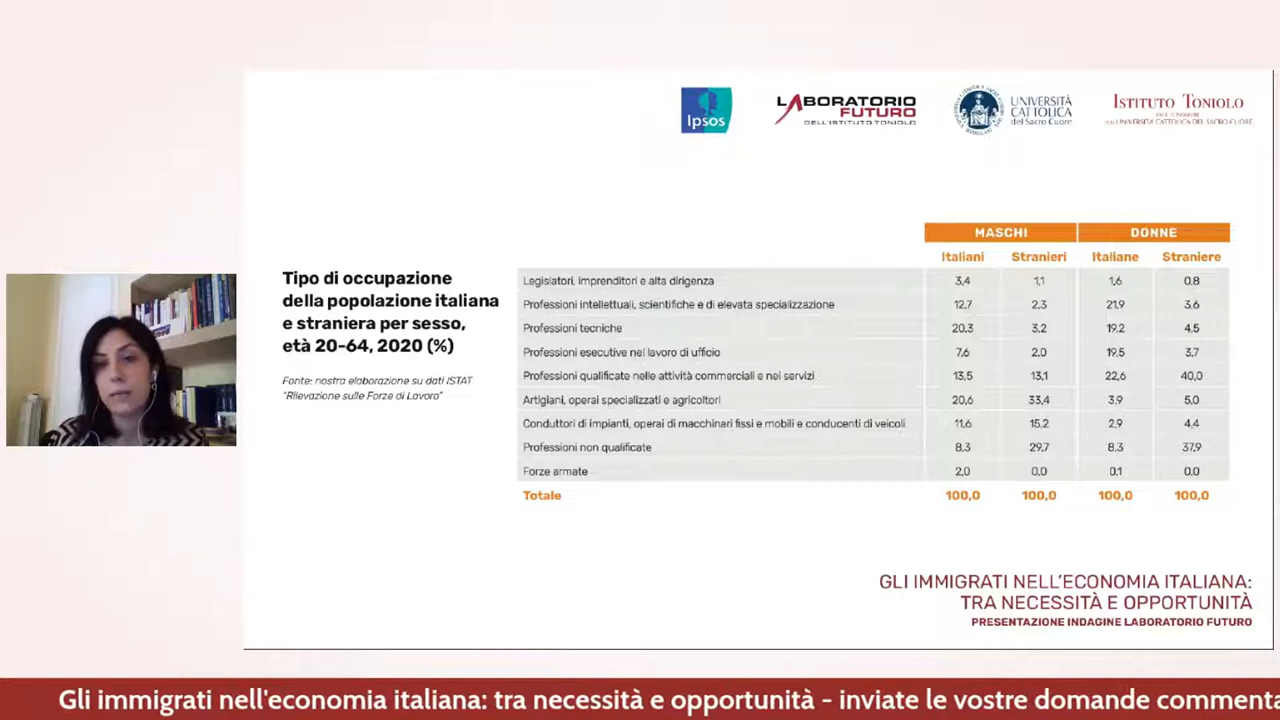 Ipsos
LABORATORIO
FUTURO
DELL'ISTITUTO TONIOLO
UNIVERSITÀ
CATTOLICA
del Sacro Cuore
ISTITUTO TONIOLO
MASCHI DONNE
Italiani Stranieri Italiane Straniere
Tipo di occupazione
della popolazione italiana
e straniera per sesso,
età 20-64, 2020 (%)
Fonte: nostra elaborazione su dati ISTAT
"Rilevazione sulle Forze di Lavoro"
Legislatori, imprenditori e alta dirigenza 3,4 1,1 1,6 0,8
Professioni intellettuali, scientifiche e di elevata specializzazione 12,7 2,3 21,9 3,6
Professioni tecniche 20,3 3,2 19,2 4,5
Professioni esecutive nel lavoro di ufficio 7,6 2,0 19,5 3,7
Professioni qualificate nelle attività commerciali e nei servizi 13,5 13,1 22,6 40,0
Artigiani, operai specializzati e agricoltori 20,6 33,4 3,9 5,0
Conduttori di impianti, operai di macchinari fissi e mobili e conducenti di veicoli 11,6 15,2 2,9 4,4
Professioni non qualificate 8,3 29,7 8,3 37,9
Forze armate 2,0 0,0 0,1 0,0
Totale 100,0 100,0 100,0 100,0
GLI IMMIGRATI NELL'ECONOMIA ITALIANA:
TRA NECESSITÀ E OPPORTUNITÀ
PRESENTAZIONE INDAGINE LABORATORIO FUTURO
Gli immigrati nell'economia italiana: tra necessità e opportunità - inviate le vostre domande commenta